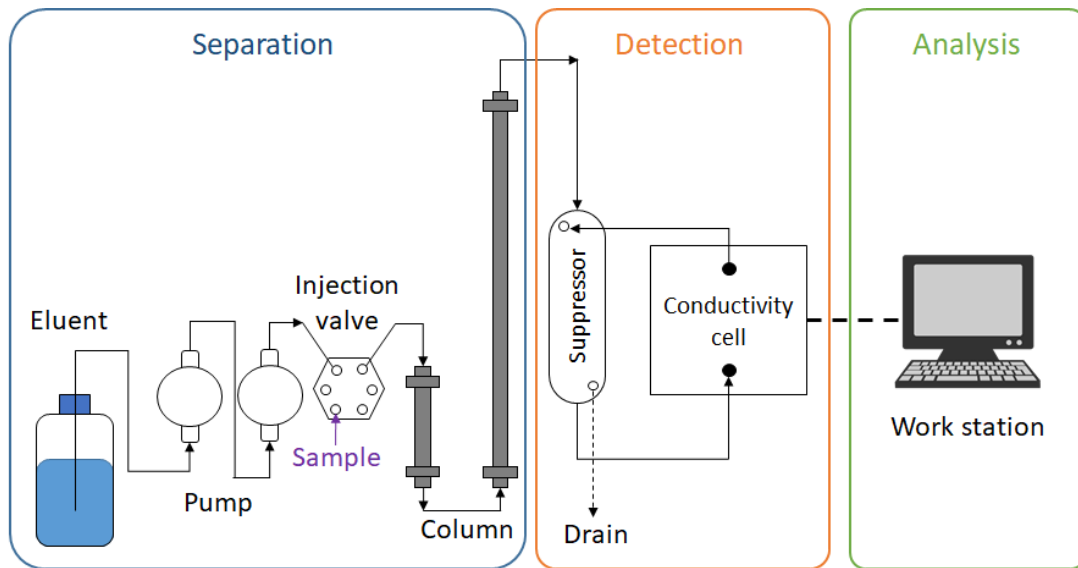 Separation
Detection
Analysis
Eluent
Injection
valve
Sample
Pump
Column
Suppressor
Conductivity
cell
Drain
Work station